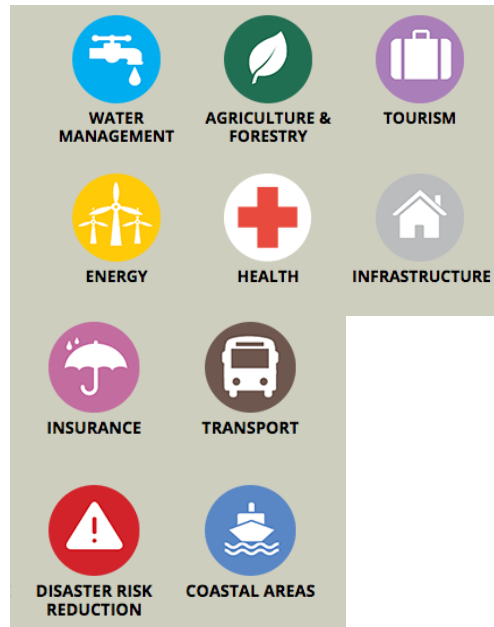 WATER
MANAGEMENT
AGRICULTURE &
FORESTRY
TOURISM
ENERGY
HEALTH
INFRASTRUCTURE
INSURANCE
TRANSPORT
DISASTER RISK
REDUCTION
COASTAL AREAS